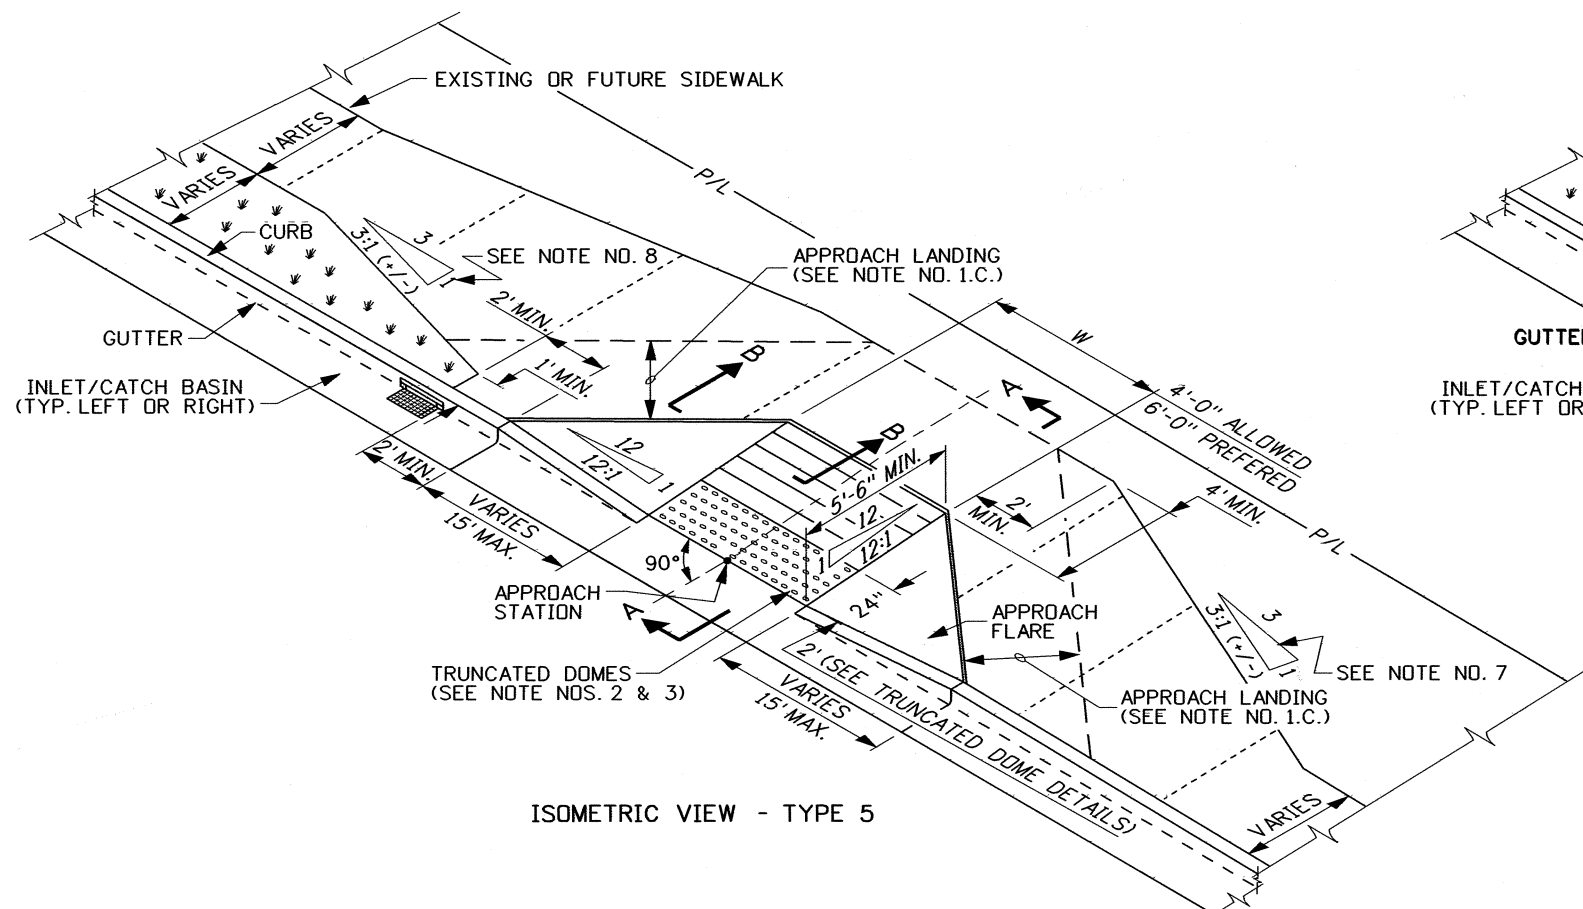 EXISTING OR FUTURE SIDEWALK
VARIES
VARIES
P/L
CURB
3
3:1 (+/-)
1
SEE NOTE NO. 8
APPROACH LANDING
(SEE NOTE NO. 1.C.)
2' MIN.
GUTTER
W
GUTTE
B
1' MIN.
A
INLET/CATCH BASIN
(TYP. LEFT OR RIGHT)
4'-0" ALLOWED
6'-0" PREFERED
INLET/CATCH
(TYP. LEFT OR
B
12
12:1
1
2' MIN.
5'-6" MIN.
2'
MIN.
4' MIN.
VARIES
15' MAX.
12
12:1
1
P/L
90°
APPROACH
STATION
A
24"
APPROACH
FLARE
3
3:1 (+/-)
1
SEE NOTE NO. 7
TRUNCATED DOMES
(SEE NOTE NOS. 2 & 3)
2' (SEE TRUNCATED DOME DETAILS)
VARIES
15' MAX.
APPROACH LANDING
(SEE NOTE NO. 1.C.)
VARIES
ISOMETRIC VIEW - TYPE 5